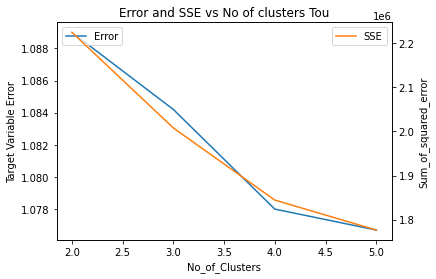 Error and SSE vs No of clusters Tou
1e6
Error
SSE
1.088
1.086
1.084
1.082
1.080
1.078
Target Variable Error
2.2
2.1
2.0
1.9
1.8
Sum_of_squared_error
2.0 2.5 3.0 3.5 4.0 4.5 5.0
No_of_Clusters